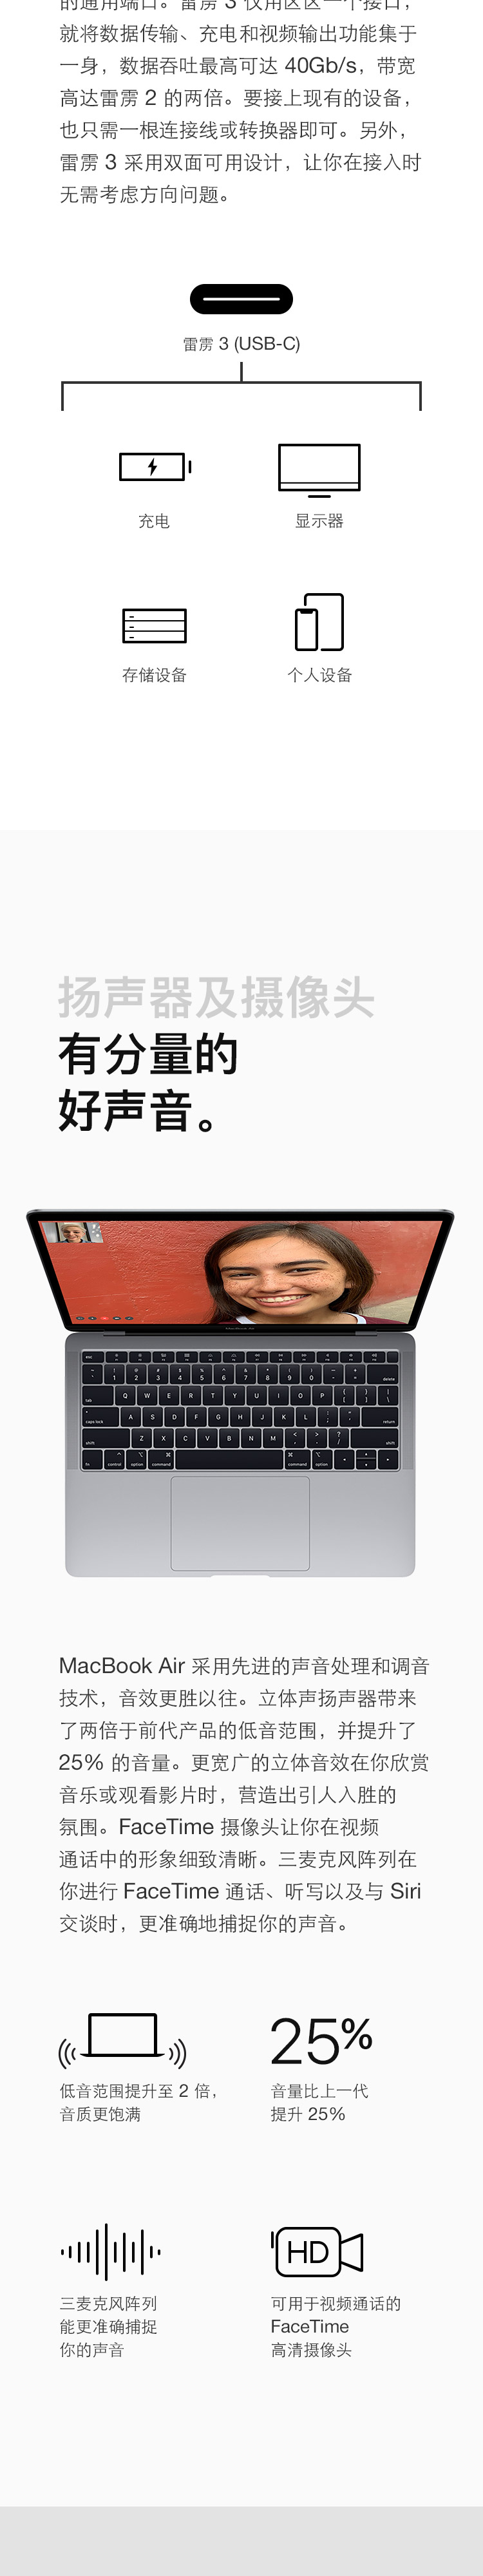 的通用端口。雷雳 3 仅用区区一个接口，
就将数据传输、充电和视频输出功能集于
一身，数据吞吐最高可达 40Gb/s，带宽
高达雷雳 2 的两倍。要接上现有的设备，
也只需一根连接线或转换器即可。另外，
雷雳 3 采用双面可用设计，让你在接入时
无需考虑方向问题。
雷雳 3 (USB-C)
充电
显示器
存储设备
个人设备
扬声器及摄像头
有分量的
好声音。
MacBook Air 采用先进的声音处理和调音
技术，音效更胜以往。立体声扬声器带来
了两倍于前代产品的低音范围，并提升了
25% 的音量。更宽广的立体音效在你欣赏
音乐或观看影片时，营造出引人入胜的
氛围。FaceTime 摄像头让你在视频
通话中的形象细致清晰。三麦克风阵列在
你进行 FaceTime 通话、听写以及与 Siri
交谈时，更准确地捕捉你的声音。
25%
低音范围提升至 2 倍，
音质更饱满
音量比上一代
提升 25%
HD
三麦克风阵列
能更准确捕捉
你的声音
可用于视频通话的
FaceTime
高清摄像头